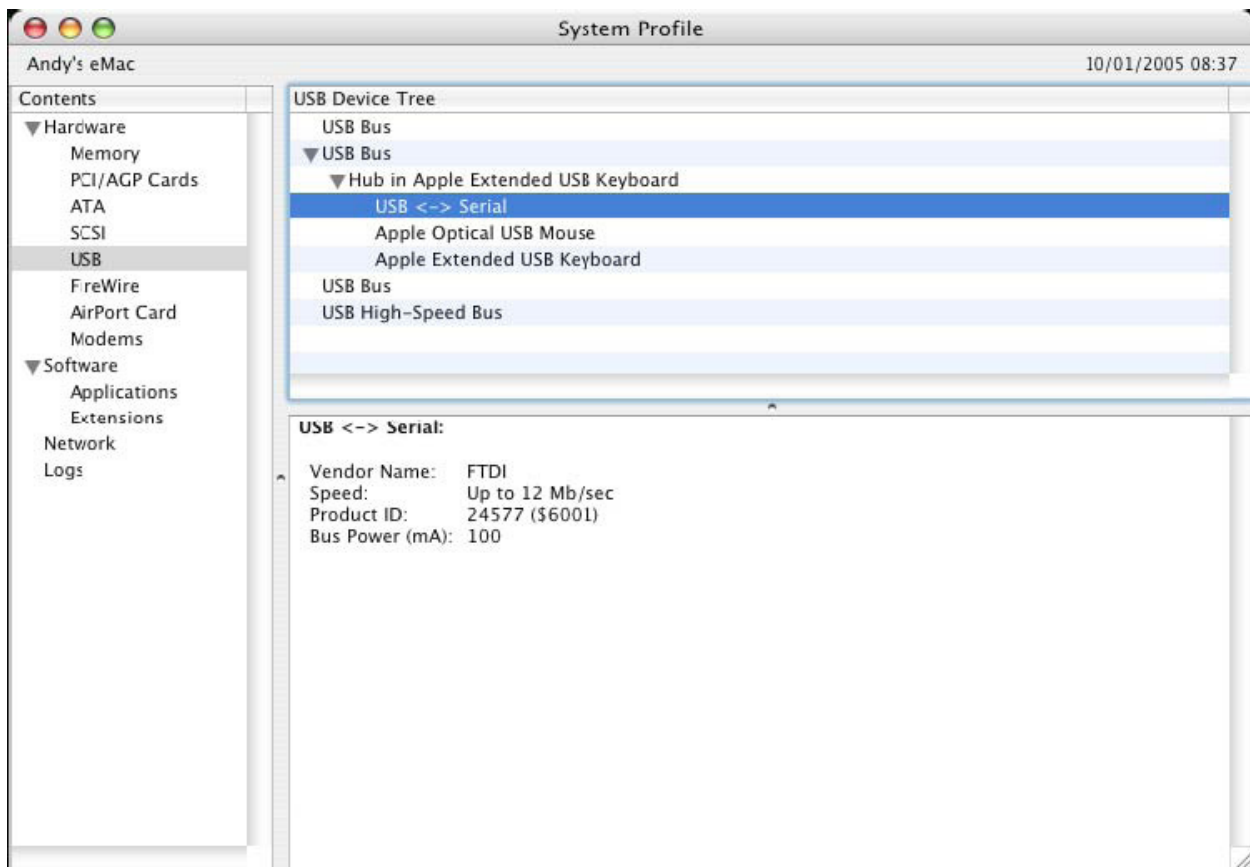 System Profile
Andy's eMac
10/01/2005 08:37
Contents
Hardware
Memory
PCI/AGP Cards
ATA
SCSI
USB
FireWire
AirPort Card
Modems
Software
Applications
Extensions
Network
Logs
USB Device Tree
USB Bus
USB Bus
Hub in Apple Extended USB Keyboard
USB <-> Serial
Apple Optical USB Mouse
Apple Extended USB Keyboard
USB Bus
USB High-Speed Bus
USB <-> Serial:
Vendor Name: FTDI
Speed: Up to 12 Mb/sec
Product ID: 24577 ($6001)
Bus Power (mA): 100